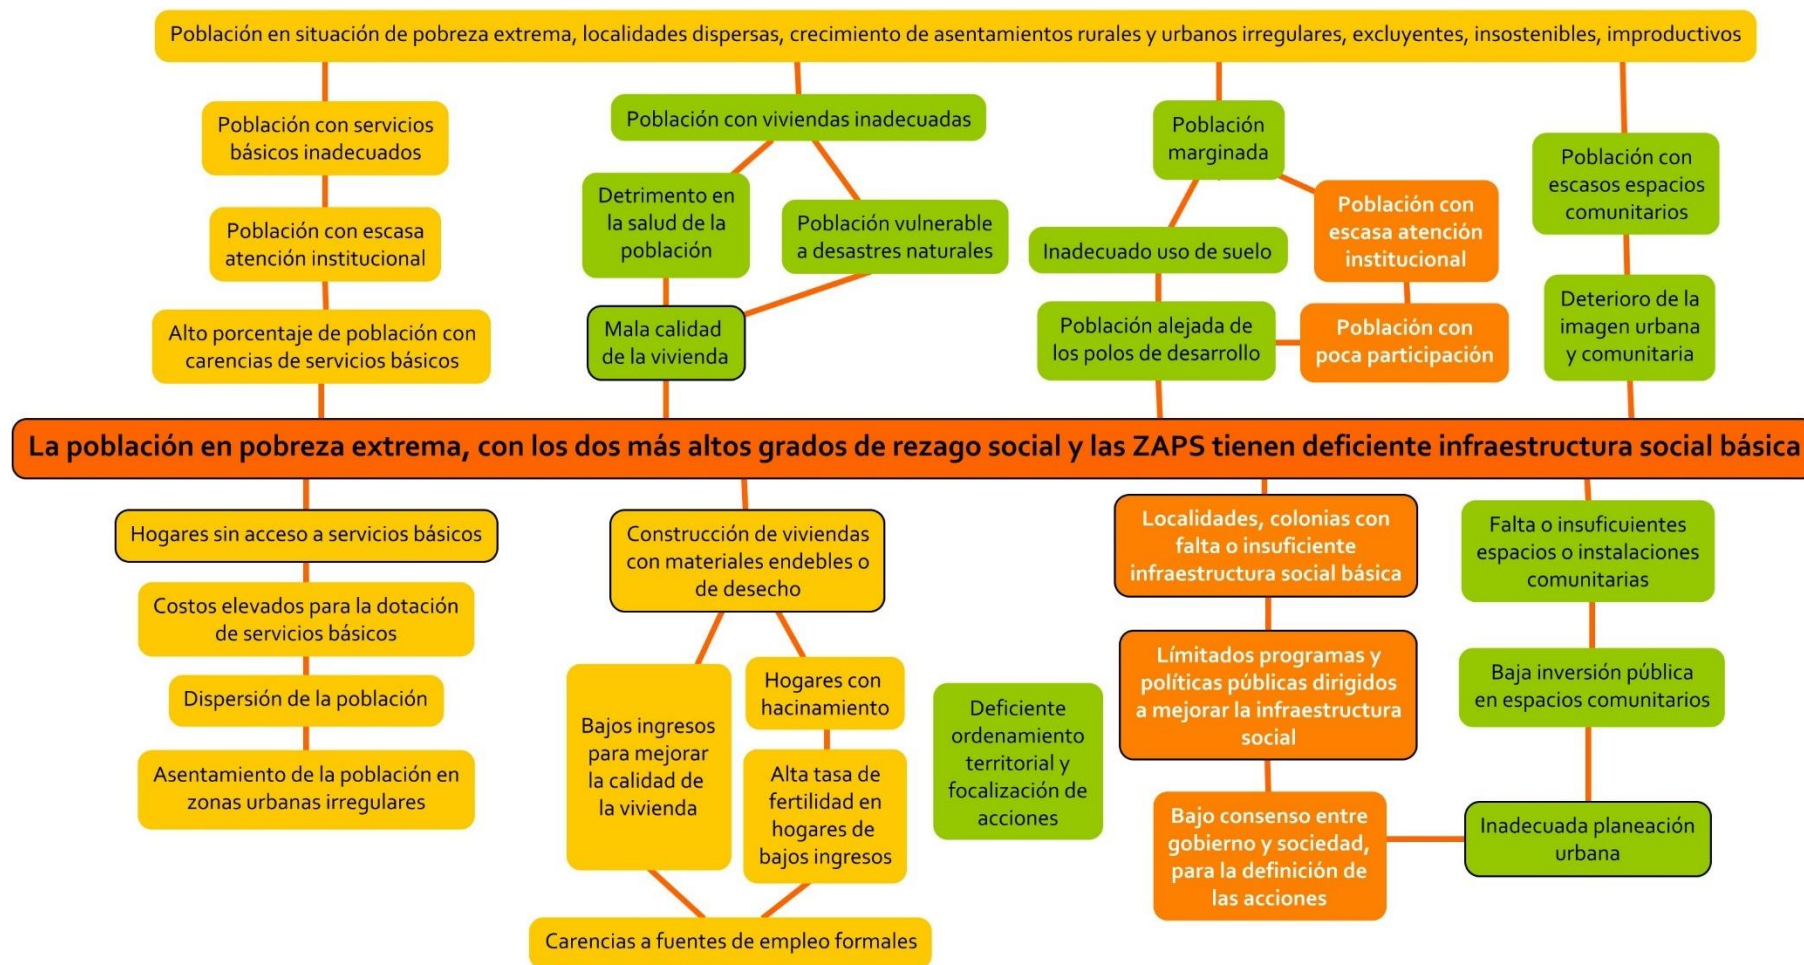 Población en situación de pobreza extrema, localidades dispersas, crecimiento de asentamientos rurales y urbanos irregulares, excluyentes, insostenibles, improductivos
Población con servicios
básicos inadecuados
Población con escasa
atención institucional
Alto porcentaje de población con
carencias de servicios básicos
Población con viviendas inadecuadas
Detrimento en
la salud de la
población
Población vulnerable
a desastres naturales
Mala calidad
de la vivienda
Población
marginada
Inadecuado uso de suelo
Población alejada de
los polos de desarrollo
Población con
escasa atención
institucional
Población con
poca participación
Población con
escasos espacios
comunitarios
Deterioro de la
imagen urbana
y comunitaria
La población en pobreza extrema, con los dos más altos grados de rezago social y las ZAPS tienen deficiente infraestructura social básica
Hogares sin acceso a servicios básicos
Costos elevados para la dotación
de servicios básicos
Dispersión de la población
Asentamiento de la población en
zonas urbanas irregulares
Construcción de viviendas
con materiales endebles o
de desecho
Bajos ingresos
para mejorar
la calidad de
la vivienda
Hogares con
hacinamiento
Alta tasa de
fertilidad en
hogares de
bajos ingresos
Carencias a fuentes de empleo formales
Deficiente
ordenamiento
territorial y
focalización de
acciones
Localidades, colonias con
falta o insuficiente
infraestructura social básica
Límitados programas y
políticas públicas dirigidos
a mejorar la infraestructura
social
Bajo consenso entre
gobierno y sociedad,
para la definición de
las acciones
Falta o insuficuientes
espacios o instalaciones
comunitarias
Baja inversión pública
en espacios comunitarios
Inadecuada planeación
urbana